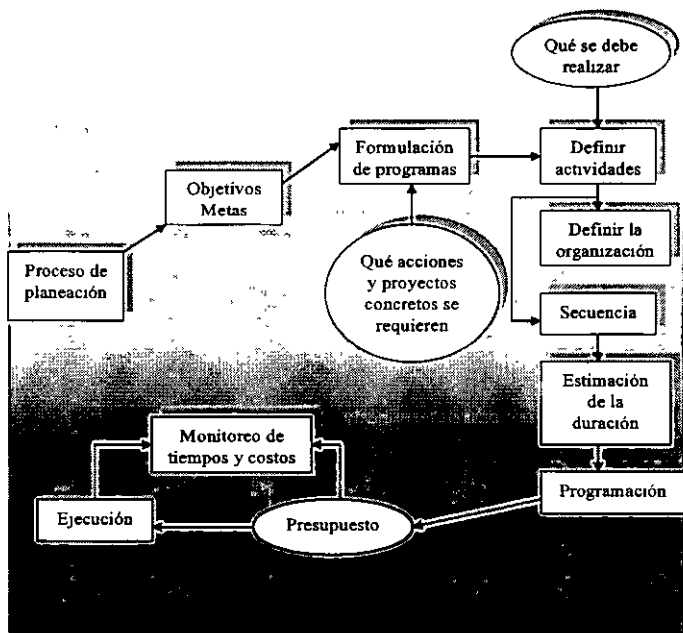 Qué se debe
realizar
Formulación
de programas
Definir
actividades
Objetivos
Metas
Definir la
organización
Proceso de
planeación
Qué acciones
y proyectos
concretos se
requieren
Secuencia
Estimación
de la
duración
Monitoreo de
tiempos y costos
Programación
Ejecución
Presupuesto